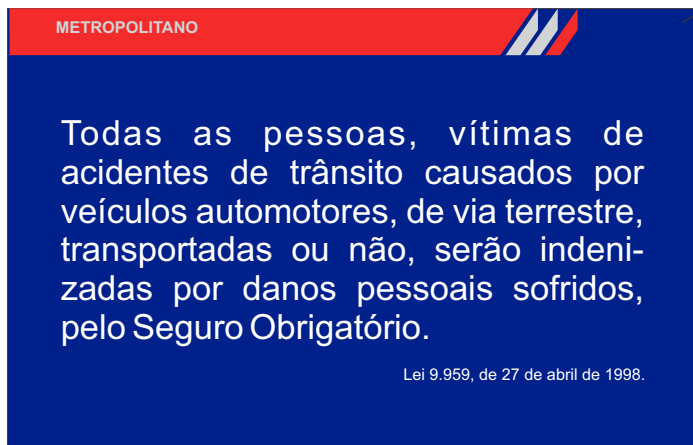 METROPOLITANO
Todas as pessoas, vítimas de
acidentes de trânsito causados por
veículos automotores, de via terrestre,
transportadas ou não, serão indeni-
zadas por danos pessoais sofridos,
pelo Seguro Obrigatório.
Lei 9.959, de 27 de abril de 1998.